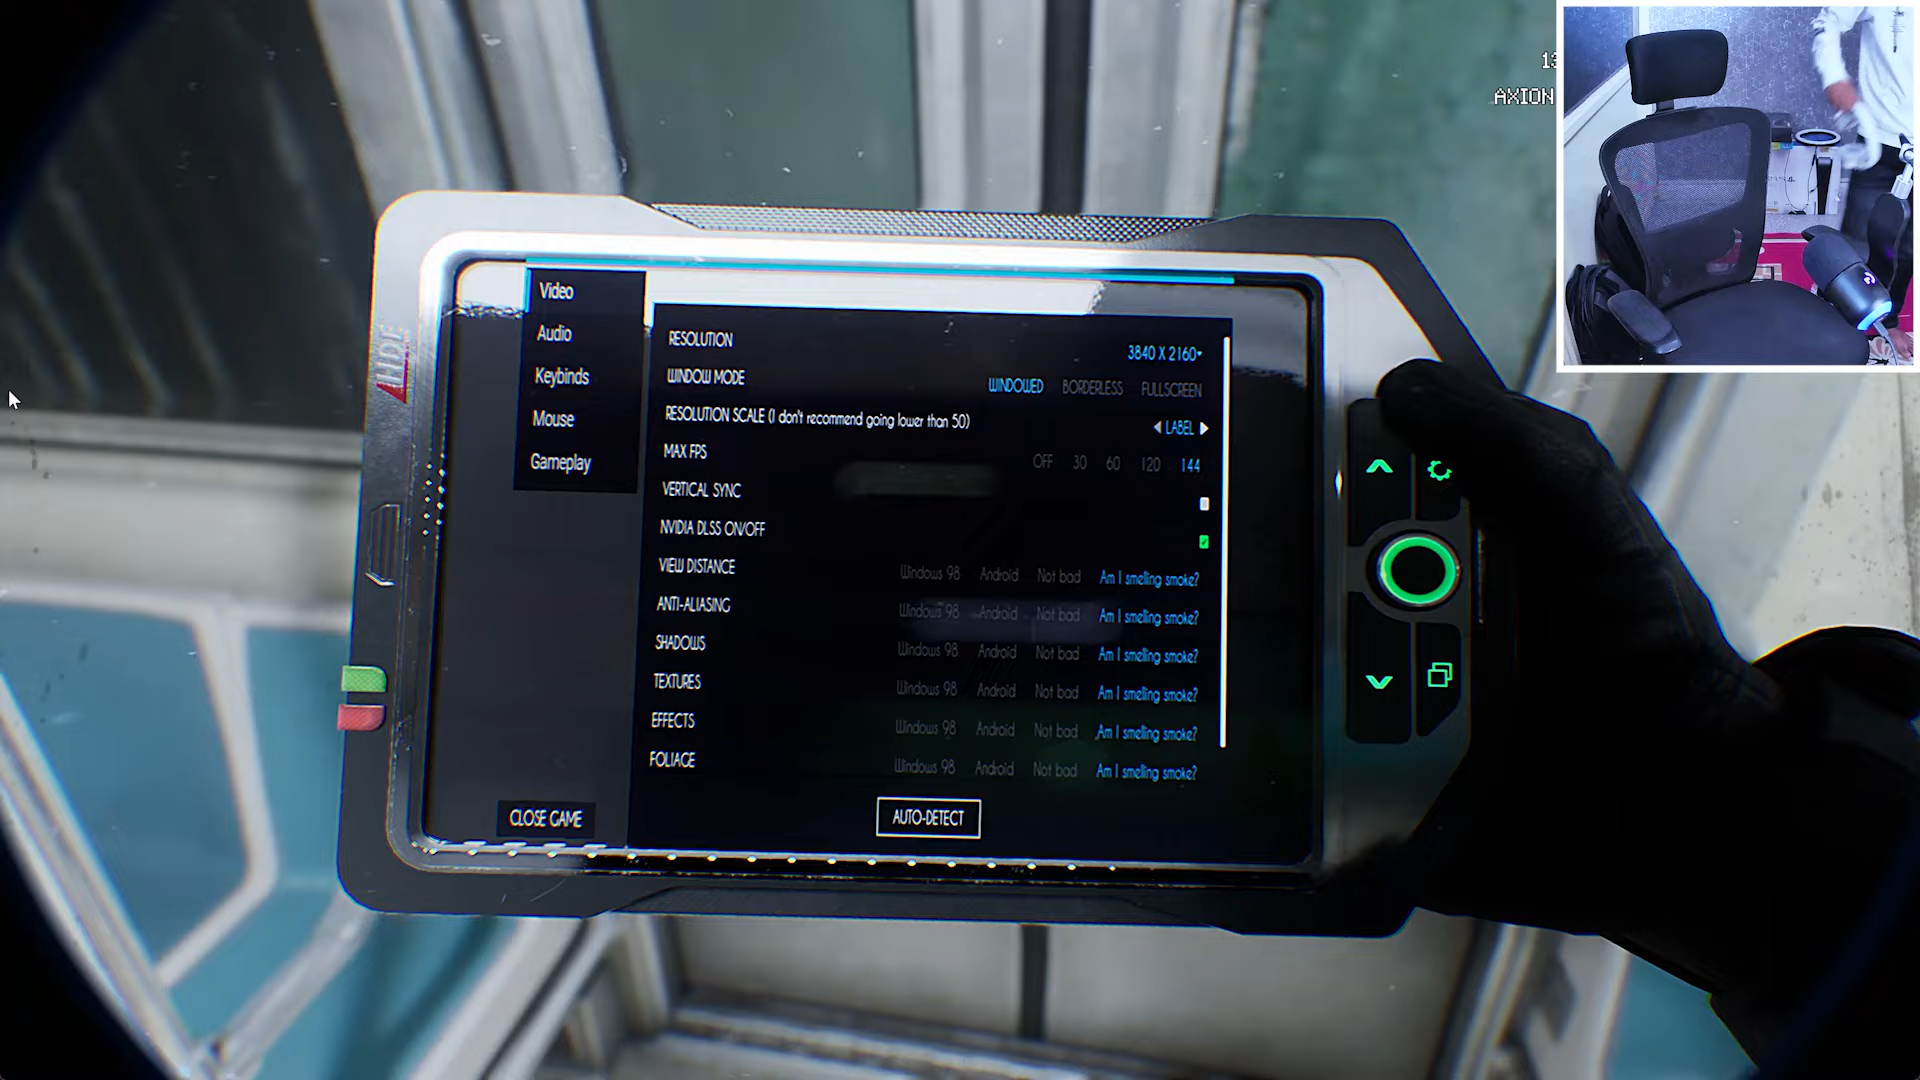 AXION
Video
Audio
Keybinds
Mouse
Gameplay
RESOLUTION 3840 X 2160
WINDOW MODE WINDOWED BORDERLESS FULLSCREEN
RESOLUTION SCALE (I don't recommend going lower than 50) LABEL
MAX FPS OFF 30 60 120 144
VERTICAL SYNC
NVIDIA DLSS ON/OFF
VIEW DISTANCE Windows 98 Android Not bad Am I smelling smoke?
ANTI-ALIASING Windows 98 Android Not bad Am I smelling smoke?
SHADOWS Windows 98 Android Not bad Am I smelling smoke?
TEXTURES Windows 98 Android Not bad Am I smelling smoke?
EFFECTS Windows 98 Android Not bad Am I smelling smoke?
FOLIAGE Windows 98 Android Not bad Am I smelling smoke?
CLOSE GAME
AUTO-DETECT